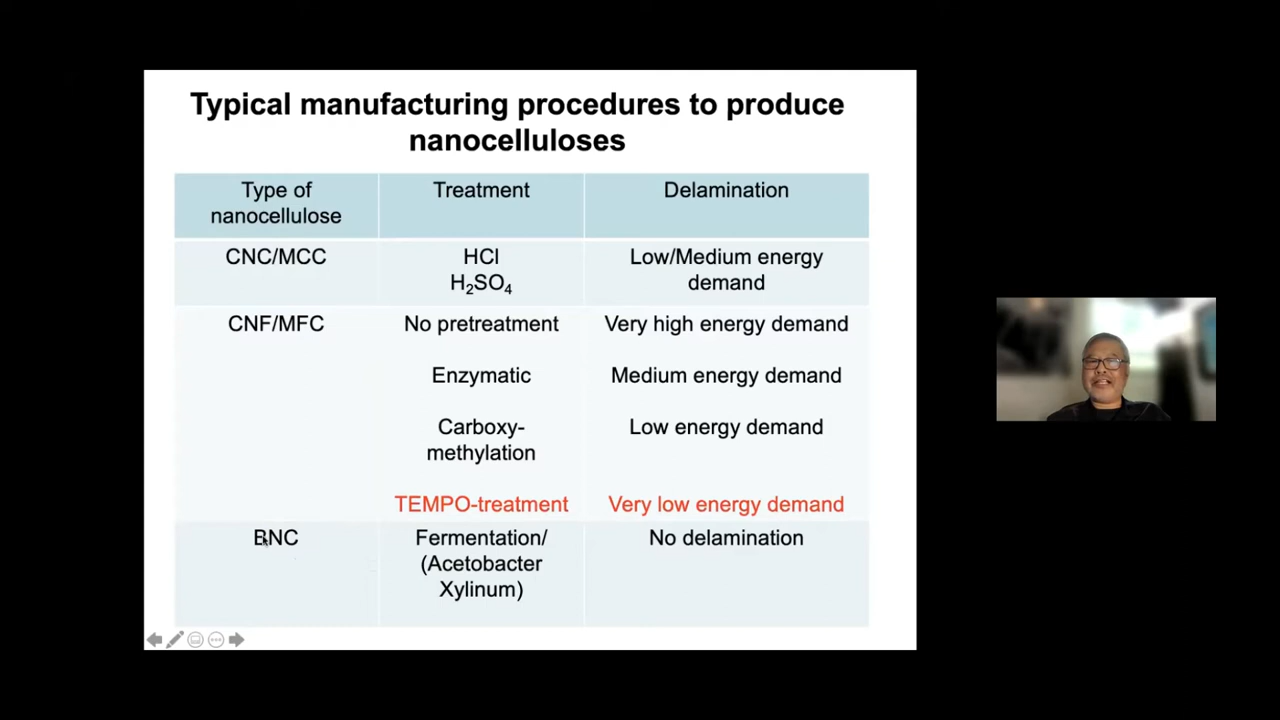 Typical manufacturing procedures to produce
nanocelluloses
Type of
nanocellulose
Treatment
Delamination
CNC/MCC
HCl
H₂SO₄
Low/Medium energy
demand
CNF/MFC
No pretreatment
Very high energy demand
Enzymatic
Medium energy demand
Carboxy-
methylation
Low energy demand
TEMPO-treatment
Very low energy demand
BNC
Fermentation/
(Acetobacter
Xylinum)
No delamination